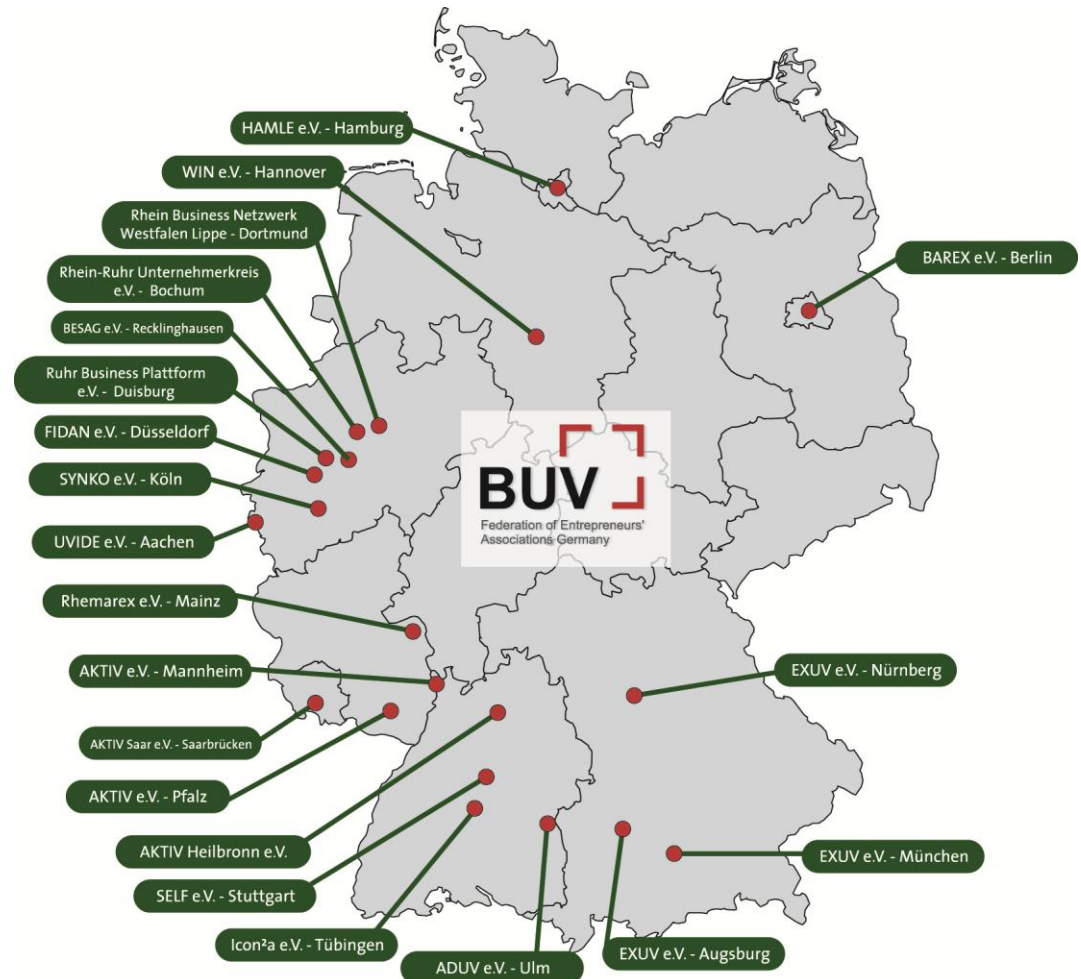 HAMLE e.V. - Hamburg
WIN e.V. - Hannover
Rhein Business Netzwerk
Westfalen Lippe - Dortmund
BAREX e.V. - Berlin
Rhein-Ruhr Unternehmerkreis
e.V. - Bochum
BESAG e.V. - Recklinghausen
Ruhr Business Plattform
e.V. - Duisburg
FIDAN e.V. - Düsseldorf
SYNKO e.V. - Köln
BUV
Federation of Entrepreneurs'
Associations Germany
UVIDE e.V. - Aachen
Rhemarex e.V. - Mainz
AKTIV e.V. - Mannheim
EXUV e.V. - Nürnberg
AKTIV Saar e.V. - Saarbrücken
AKTIV e.V. - Pfalz
AKTIV Heilbronn e.V.
EXUV e.V. - München
SELF e.V. - Stuttgart
Icon²a e.V. - Tübingen
EXUV e.V. - Augsburg
ADUV e.V. - Ulm